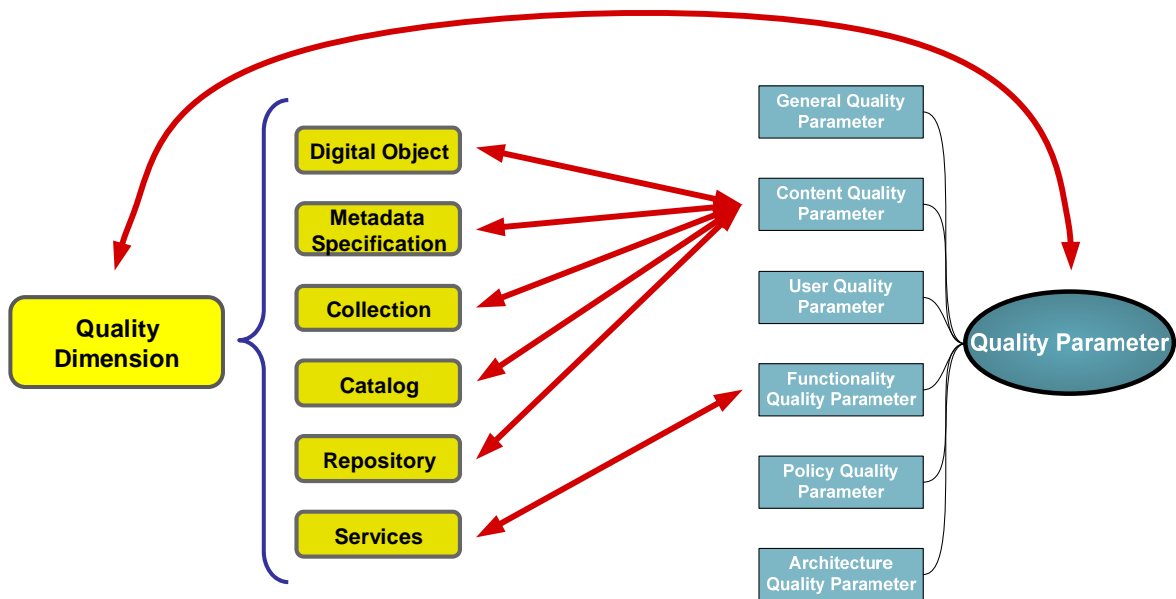 Quality
Dimension
Digital Object
Metadata
Specification
Collection
Catalog
Repository
Services
General Quality
Parameter
Content Quality
Parameter
User Quality
Parameter
Functionality
Quality Parameter
Policy Quality
Parameter
Architecture
Quality Parameter
Quality Parameter